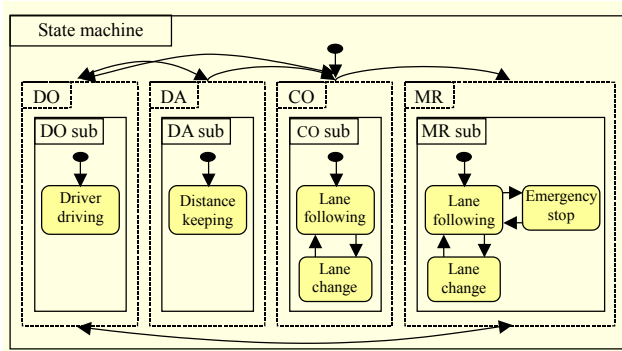 State machine
DO
DA
CO
MR
DO sub
DA sub
CO sub
MR sub
Driver
driving
Distance
keeping
Lane
following
Lane
change
Lane
following
Emergency
stop
Lane
change